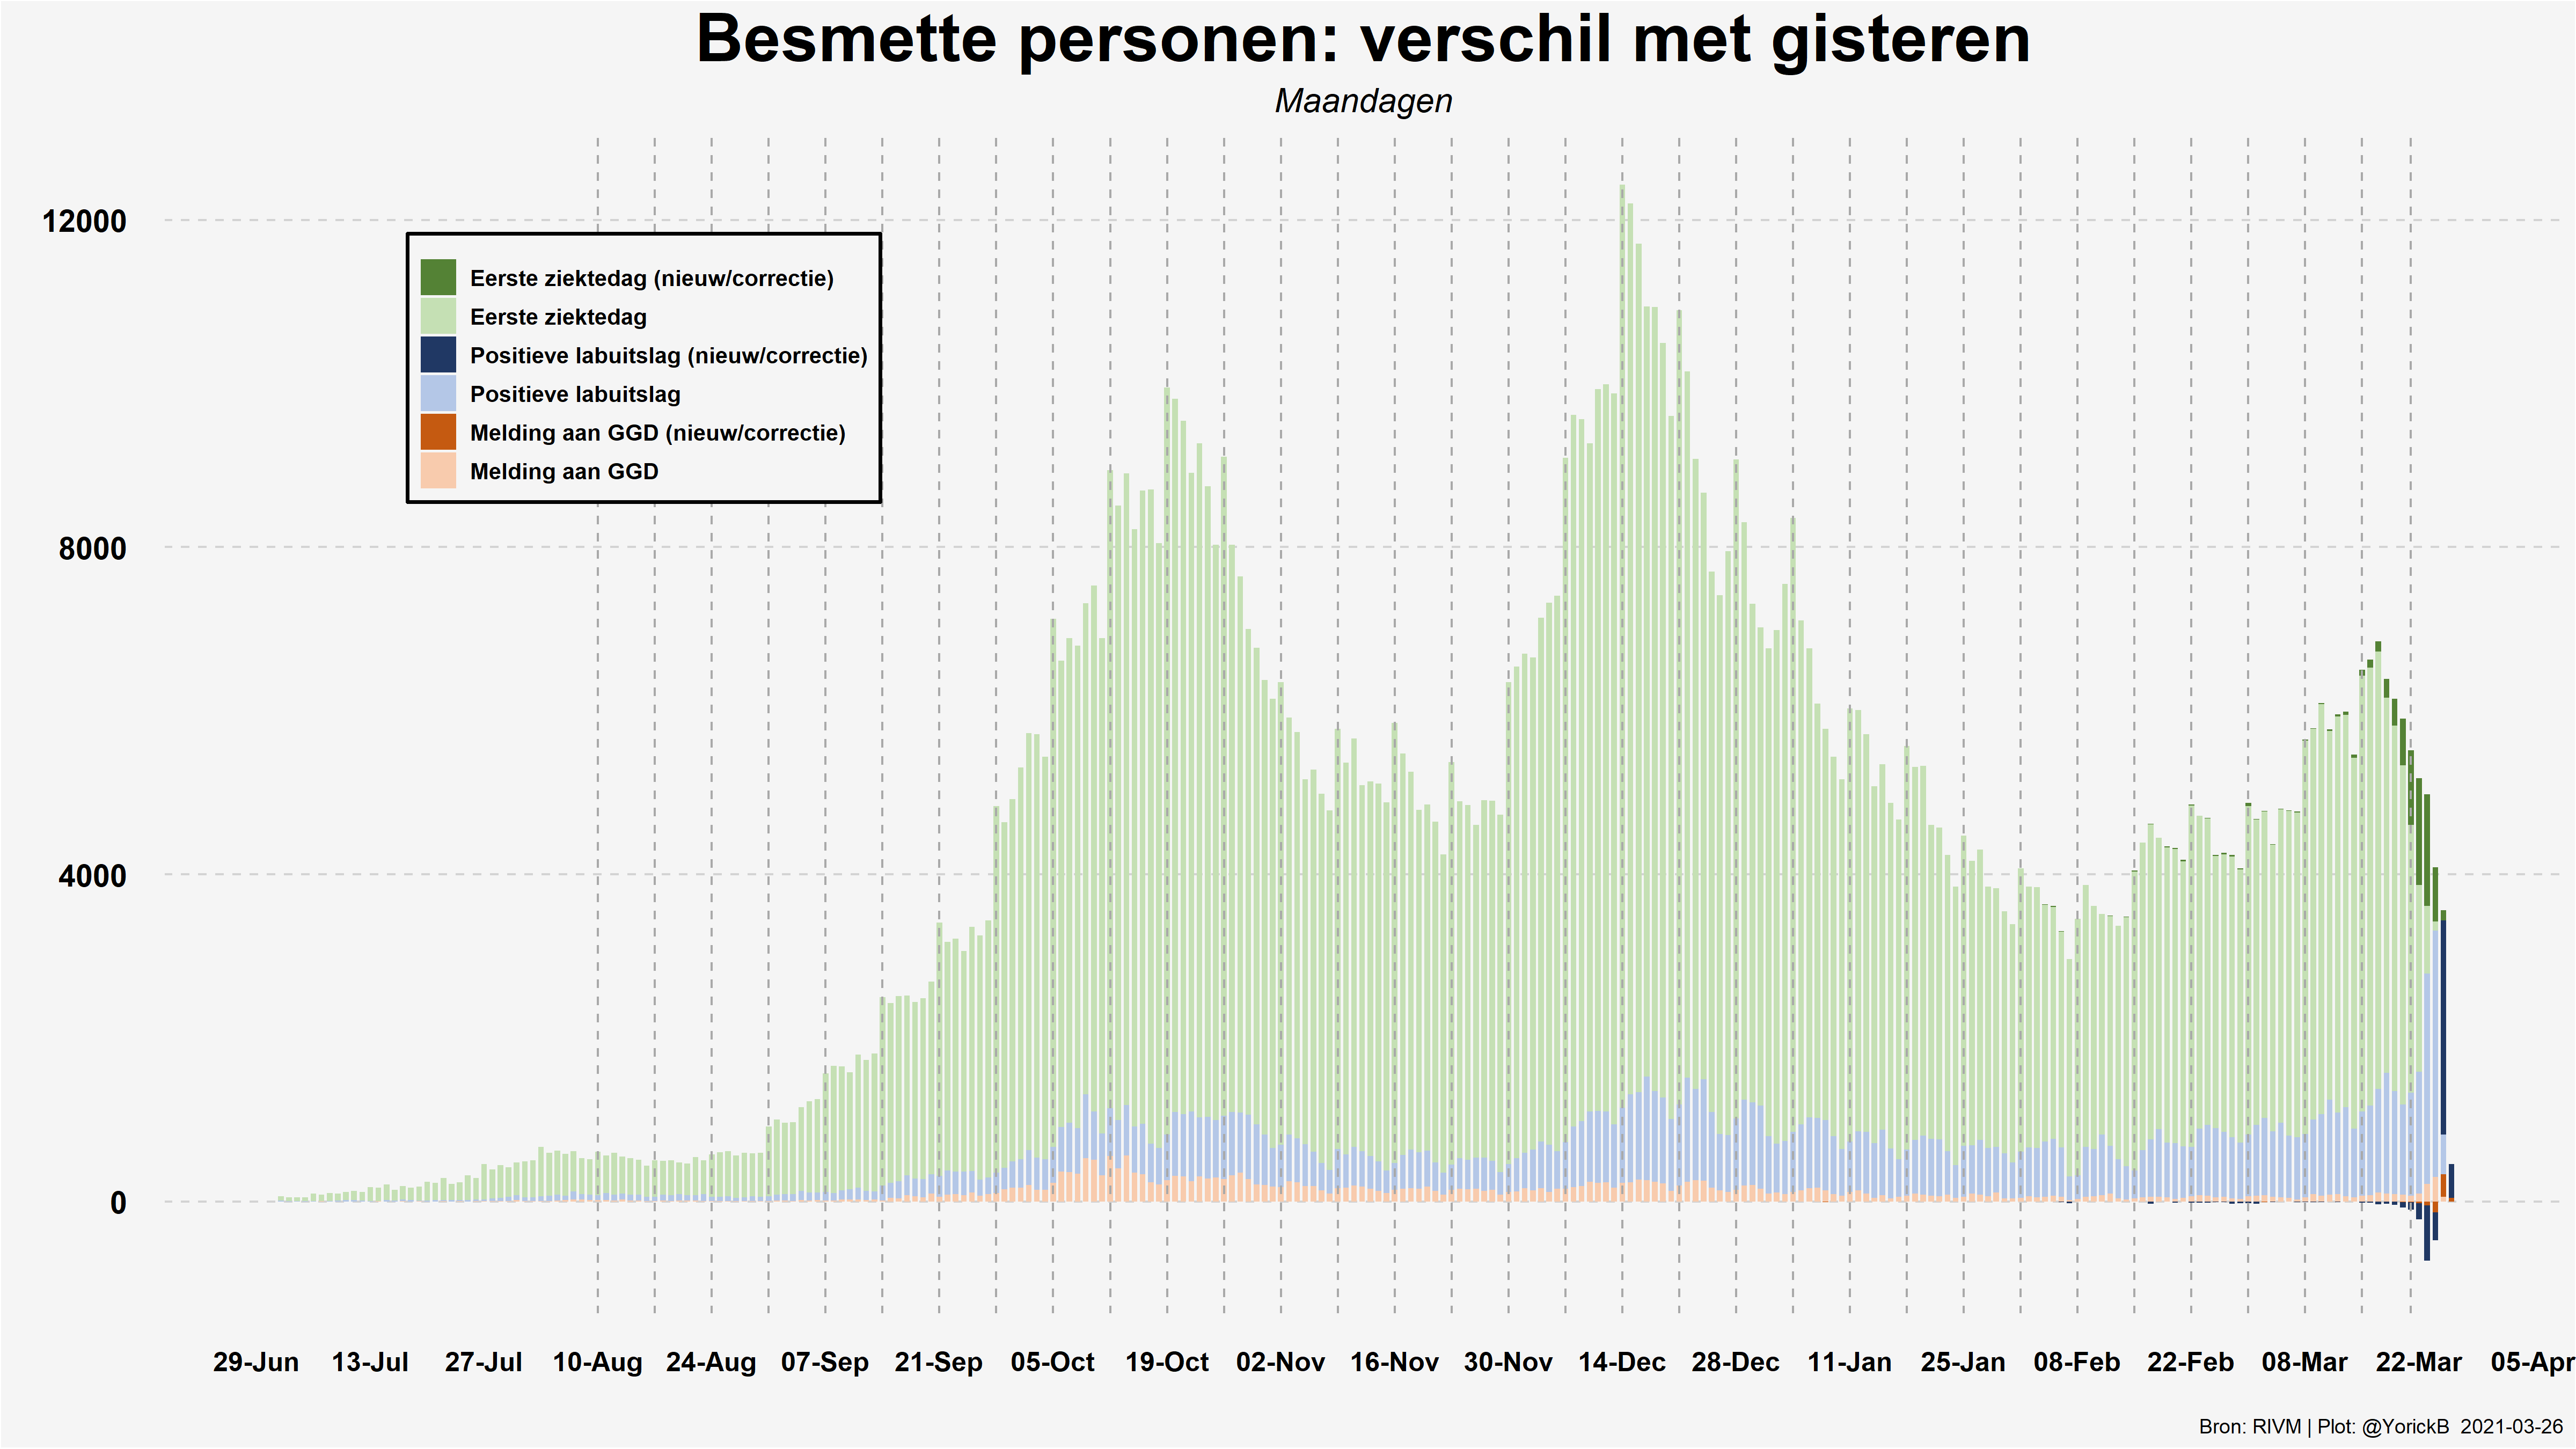 Besmette personen: verschil met gisteren
Maandagen
12000
8000
4000
0
Eerste ziektedag (nieuw/correctie)
Eerste ziektedag
Positieve labuitslag (nieuw/correctie)
Positieve labuitslag
Melding aan GGD (nieuw/correctie)
Melding aan GGD
29-Jun 13-Jul 27-Jul 10-Aug 24-Aug 07-Sep 21-Sep 05-Oct 19-Oct 02-Nov 16-Nov 30-Nov 14-Dec 28-Dec 11-Jan 25-Jan 08-Feb 22-Feb 08-Mar 22-Mar 05-Apr
Bron: RIVM | Plot: @YorickB 2021-03-26